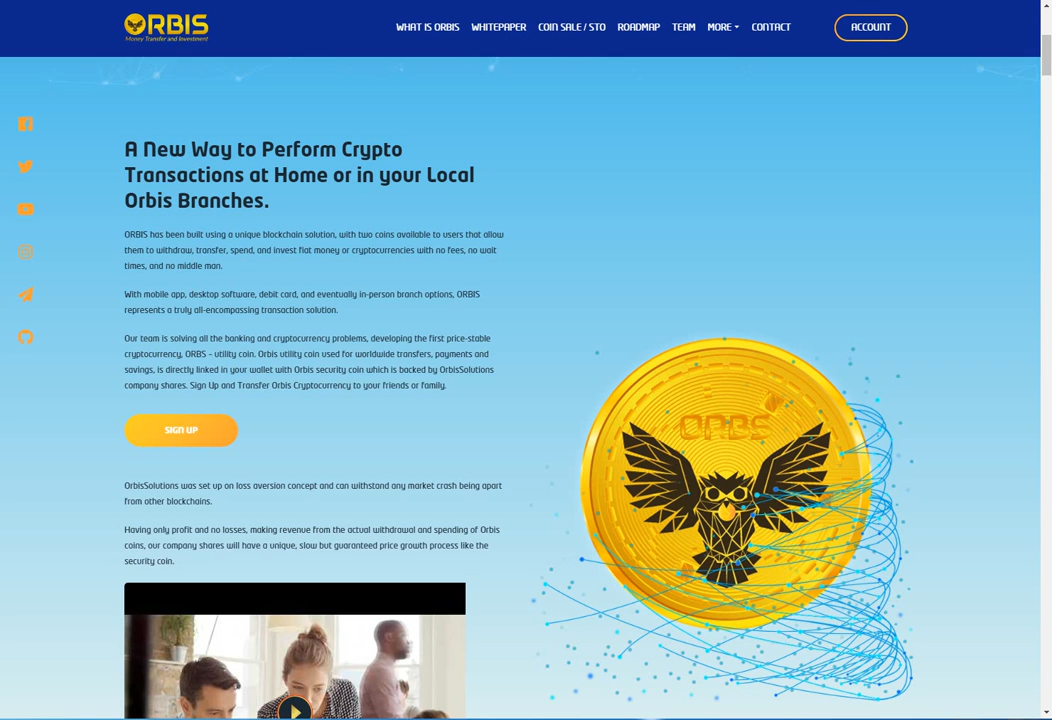 ORBIS
Money Transfer and Investment
WHAT IS ORBIS WHITEPAPER COIN SALE / STO ROADMAP TEAM MORE CONTACT ACCOUNT
A New Way to Perform Crypto
Transactions at Home or in your Local
Orbis Branches.
ORBIS has been built using a unique blockchain solution, with two coins available to users that allow
them to withdraw, transfer, spend, and invest fiat money or cryptocurrencies with no fees, no wait
times, and no middle man.
With mobile app, desktop software, debit card, and eventually in-person branch options, ORBIS
represents a truly all-encompassing transaction solution.
Our team is solving all the banking and cryptocurrency problems, developing the first price-stable
cryptocurrency, ORBS - utility coin. Orbis utility coin used for worldwide transfers, payments and
savings, is directly linked in your wallet with Orbis security coin which is backed by OrbisSolutions
company shares. Sign Up and Transfer Orbis Cryptocurrency to your friends or family.
SIGN UP
OrbisSolutions was set up on loss aversion concept and can withstand any market crash being apart
from other blockchains.
Having only profit and no losses, making revenue from the actual withdrawal and spending of Orbis
coins, our company shares will have a unique, slow but guaranteed price growth process like the
security coin.
ORBS